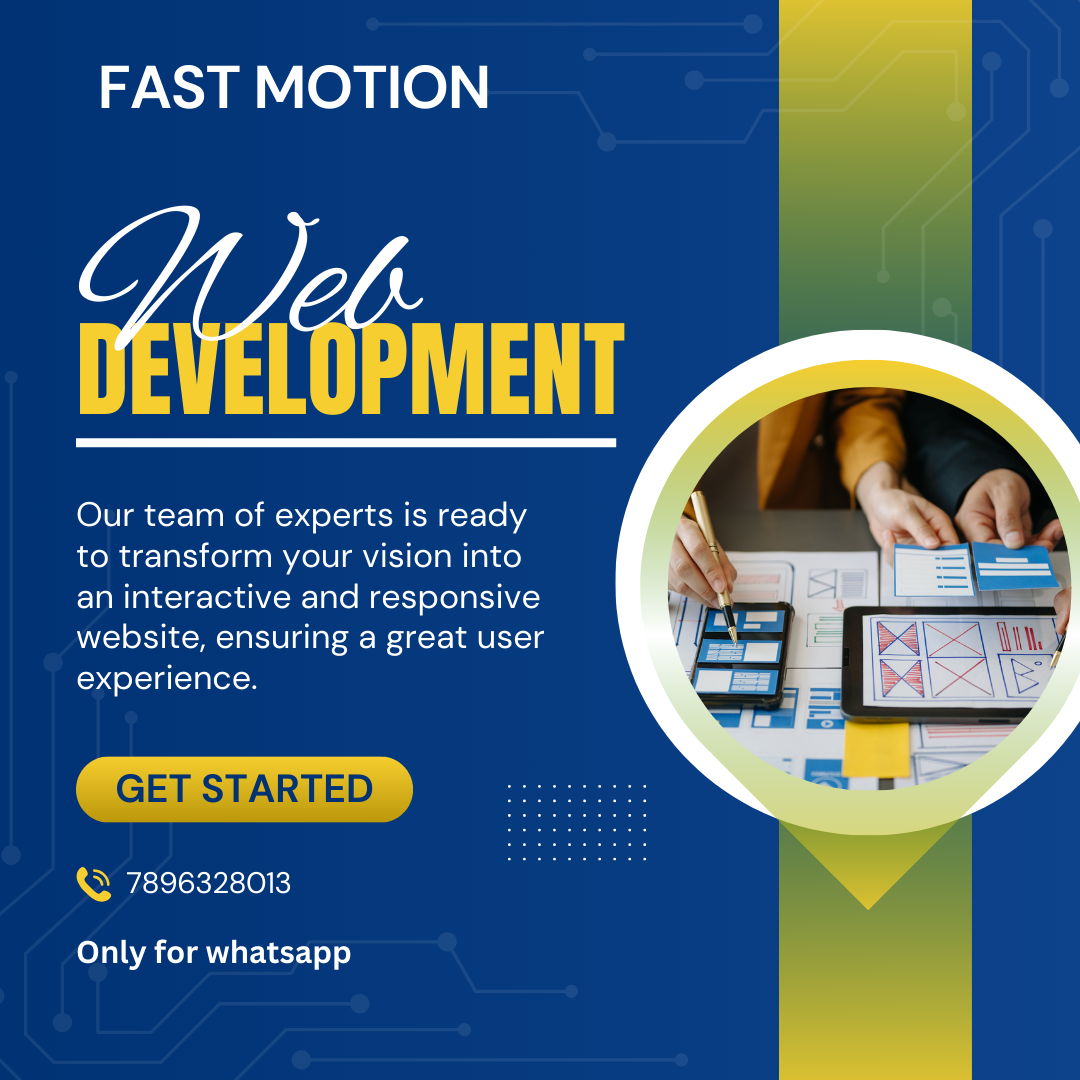 FAST MOTION
Web
DEVELOPMENT
Our team of experts is ready
to transform your vision into
an interactive and responsive
website, ensuring a great user
experience.
GET STARTED
7896328013
Only for whatsapp